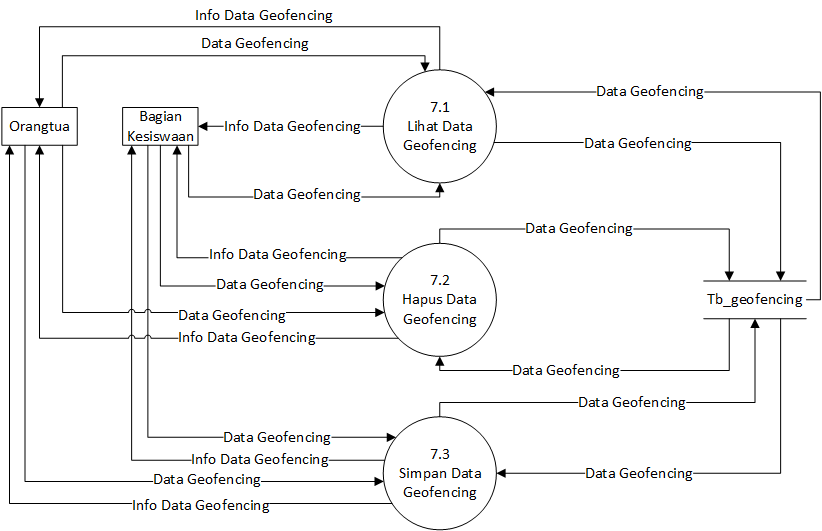 Info Data Geofencing
Data Geofencing
Data Geofencing
7.1
Lihat Data
Geofencing
Orangtua
Bagian
Kesiswaan
Info Data Geofencing
Data Geofencing
Data Geofencing
Data Geofencing
Info Data Geofencing
Data Geofencing
7.2
Hapus Data
Geofencing
Tb_geofencing
Data Geofencing
Info Data Geofencing
Data Geofencing
Data Geofencing
Data Geofencing
Info Data Geofencing
7.3
Simpan Data
Geofencing
Data Geofencing
Data Geofencing
Info Data Geofencing